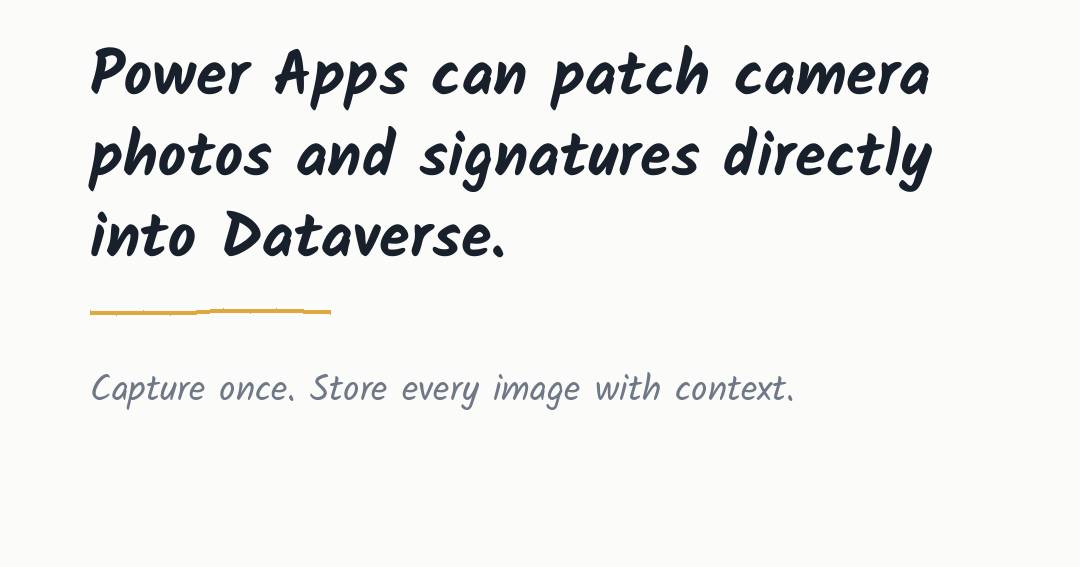 Power Apps can patch camera
photos and signatures directly
into Dataverse.
Capture once. Store every image with context.